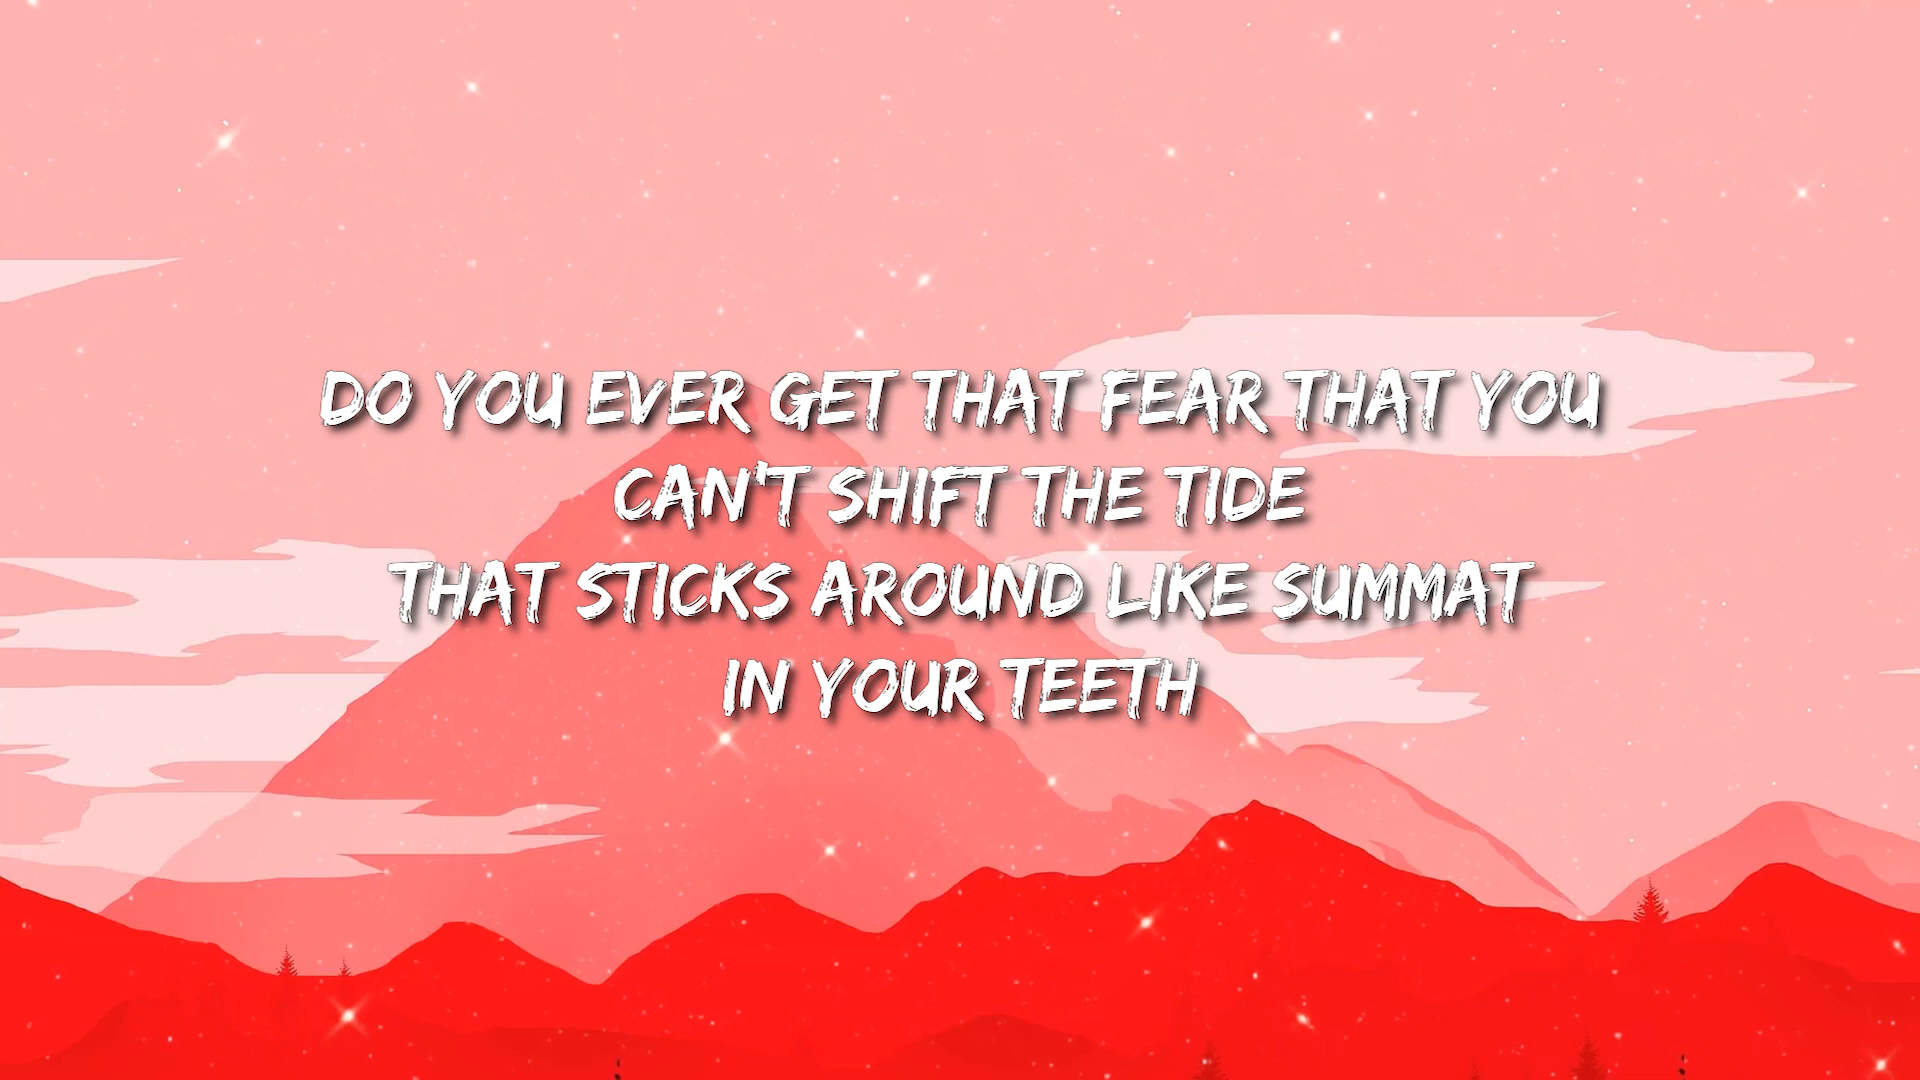 DO YOU EVER GET THAT FEAR THAT YOU
CAN'T SHIFT THE TIDE
THAT STICKS AROUND LIKE SUMMAT
IN YOUR TEETH